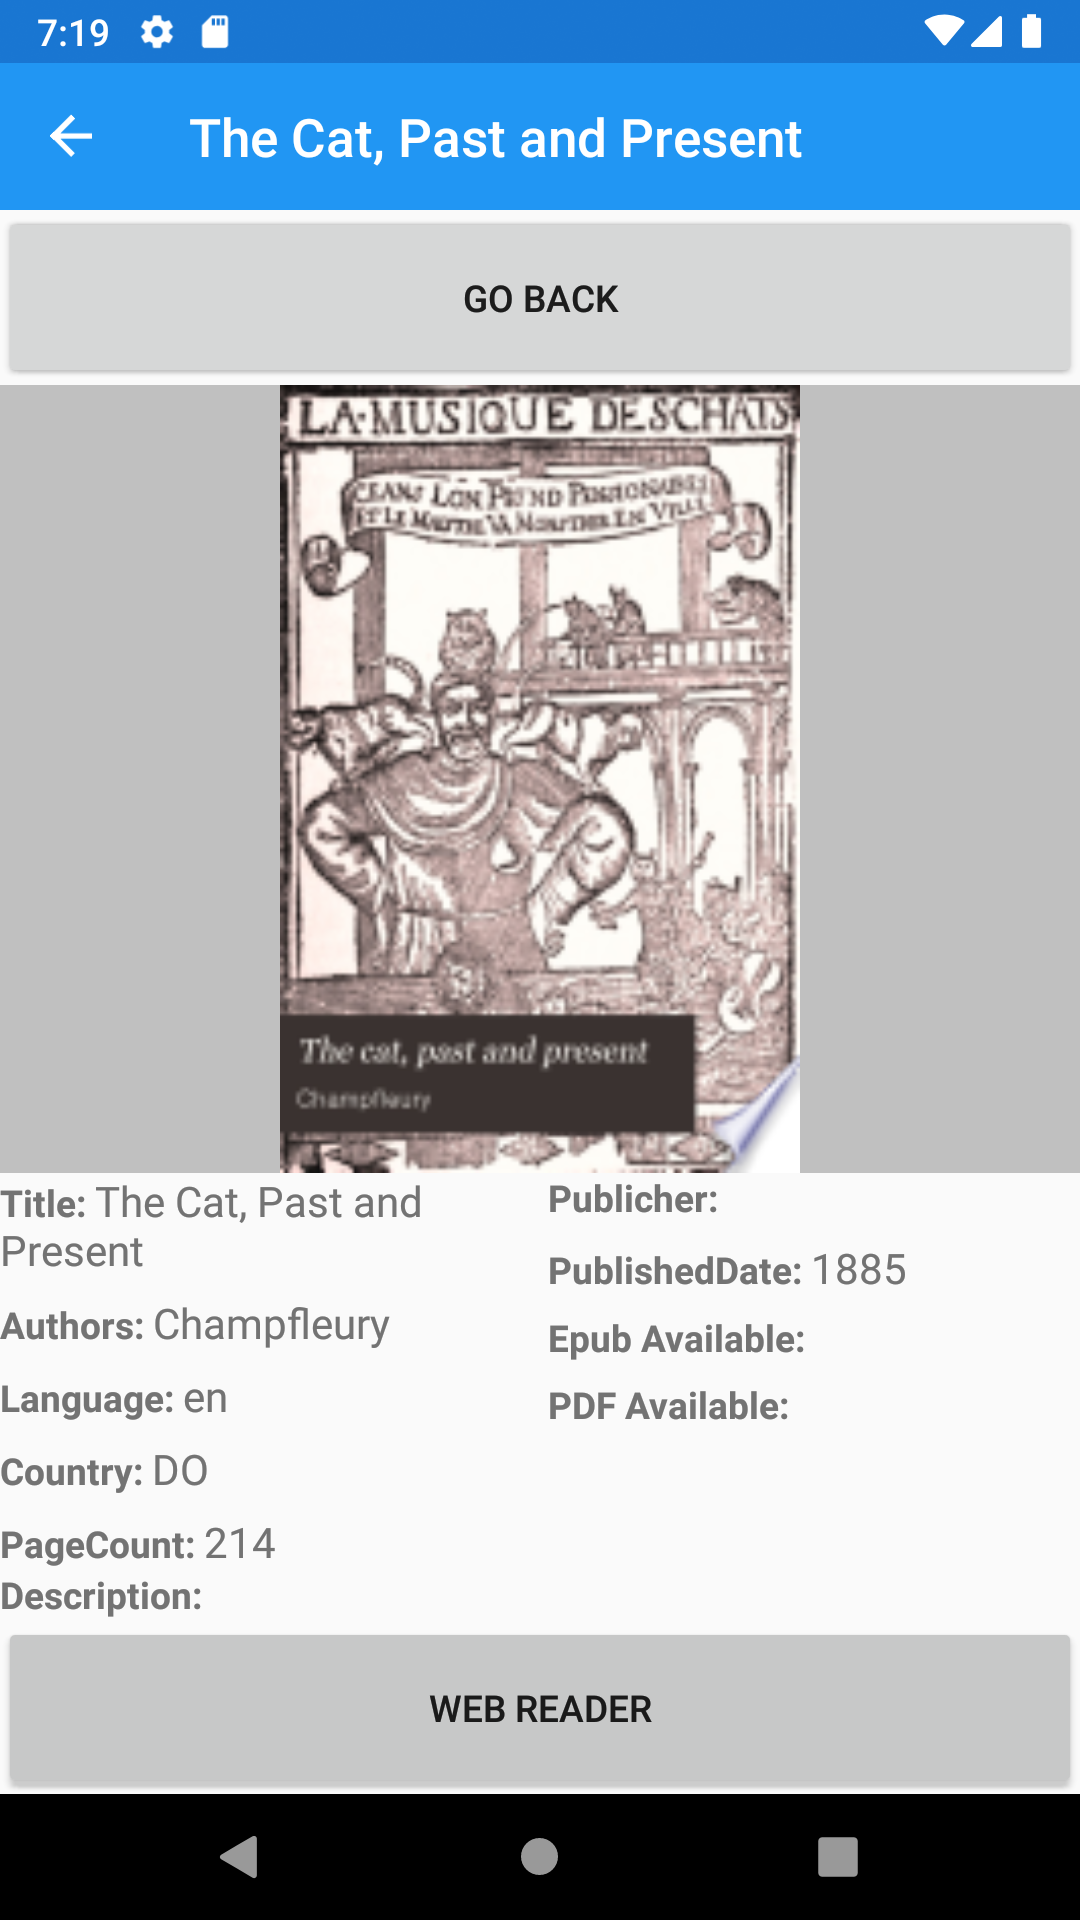 7:19
The Cat, Past and Present
GO BACK
LA·MUSIQUE DESCHATS
The cat, past and present
Champfleury
Title: The Cat, Past and
Present
Authors: Champfleury
Language: en
Country: DO
PageCount: 214
Publicher:
PublishedDate: 1885
Epub Available:
PDF Available:
Description:
WEB READER